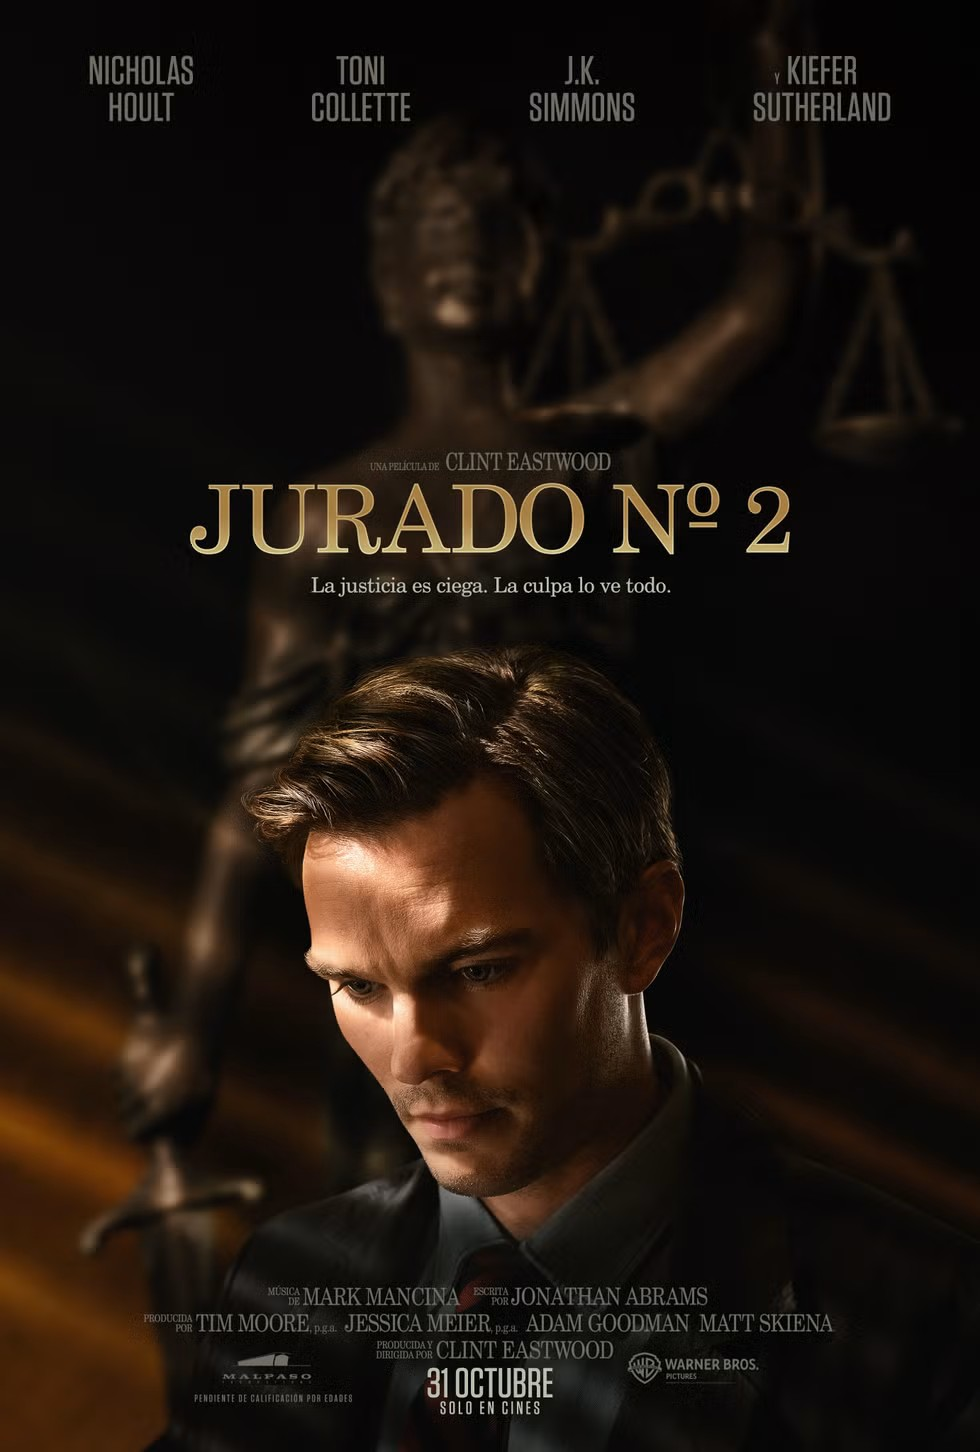 NICHOLAS HOULT
TONI COLLETTE
J.K. SIMMONS
Y KIEFER SUTHERLAND
UNA PELÍCULA DE CLINT EASTWOOD
JURADO Nº 2
La justicia es ciega. La culpa lo ve todo.
MÚSICA DE MARK MANCINA ESCRITA POR JONATHAN ABRAMS
PRODUCIDA POR TIM MOORE, p.g.a. JESSICA MEIER, p.g.a. ADAM GOODMAN MATT SKIENA
PRODUCIDA Y DIRIGIDA POR CLINT EASTWOOD
MALPASO
WB WARNER BROS.
PICTURES
PENDIENTE DE CALIFICACIÓN POR EDADES
31 OCTUBRE
SOLO EN CINES